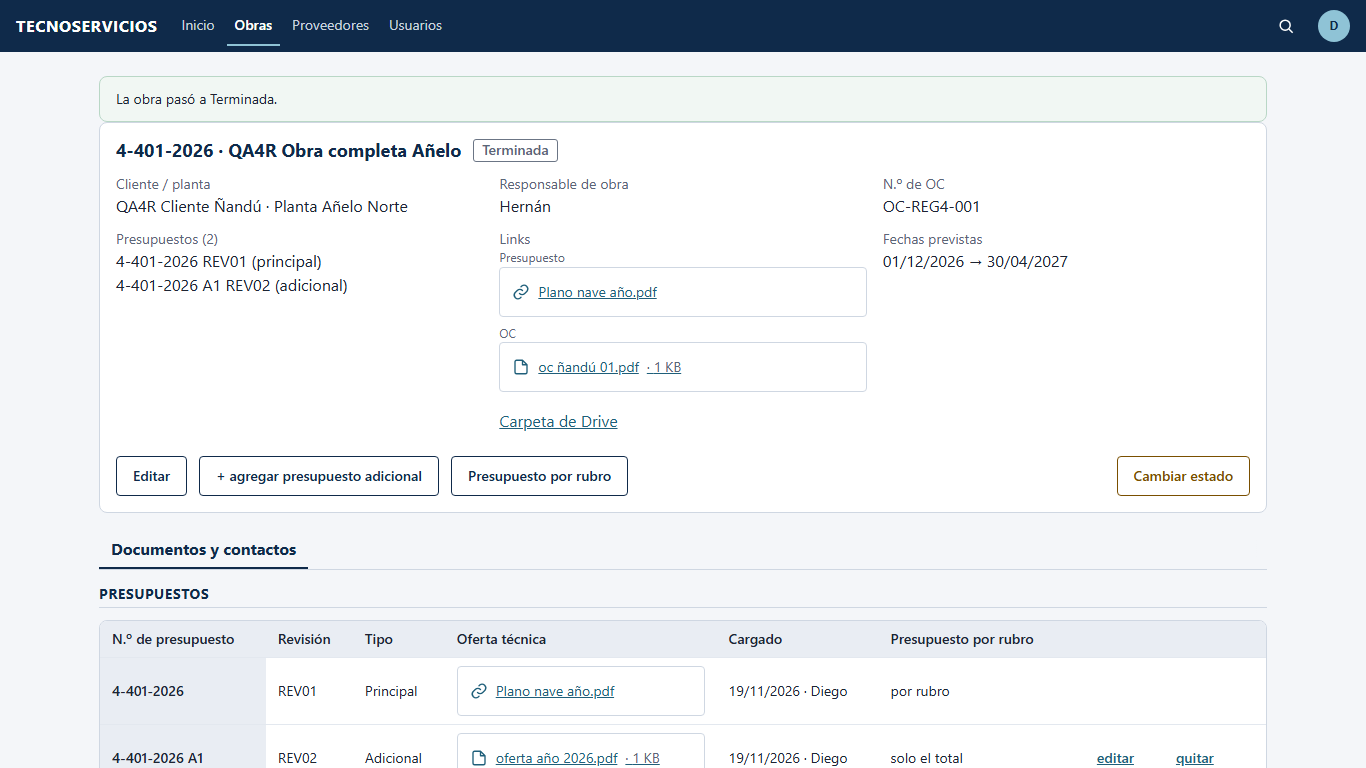 TECNOSERVICIOS Inicio Obras Proveedores Usuarios D
La obra pasó a Terminada.
4-401-2026 · QA4R Obra completa Añelo Terminada
Cliente / planta
QA4R Cliente Ñandú · Planta Añelo Norte
Responsable de obra
Hernán
N.º de OC
OC-REG4-001
Presupuestos (2)
4-401-2026 REV01 (principal)
4-401-2026 A1 REV02 (adicional)
Links
Presupuesto
Plano nave año.pdf
OC
oc ñandú 01.pdf · 1 KB
Carpeta de Drive
Fechas previstas
01/12/2026 → 30/04/2027
Editar + agregar presupuesto adicional Presupuesto por rubro Cambiar estado
Documentos y contactos
PRESUPUESTOS
N.º de presupuesto Revisión Tipo Oferta técnica Cargado Presupuesto por rubro
4-401-2026 REV01 Principal Plano nave año.pdf 19/11/2026 · Diego por rubro
4-401-2026 A1 REV02 Adicional oferta año 2026.pdf · 1 KB 19/11/2026 · Diego solo el total editar quitar